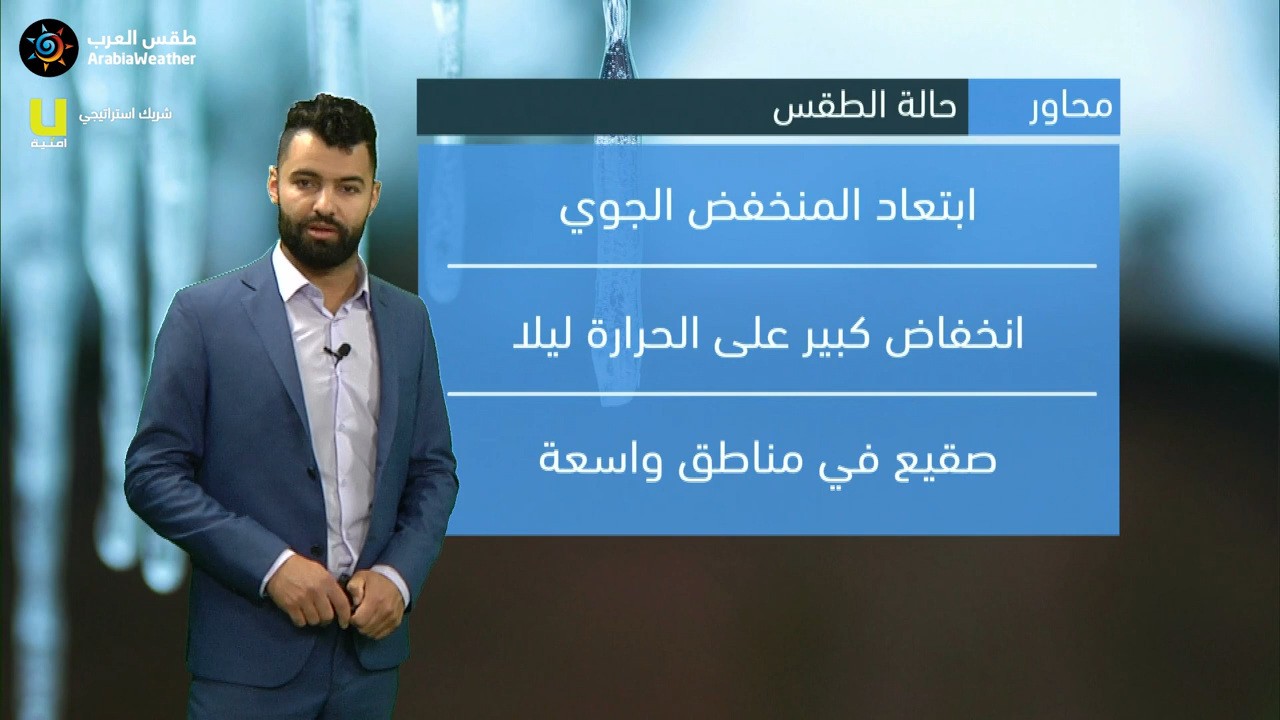 طقس العرب
ArabiaWeather
شريك استراتيجي
امنية
محاور حالة الطقس
ابتعاد المنخفض الجوي
انخفاض كبير على الحرارة ليلا
صقيع في مناطق واسعة